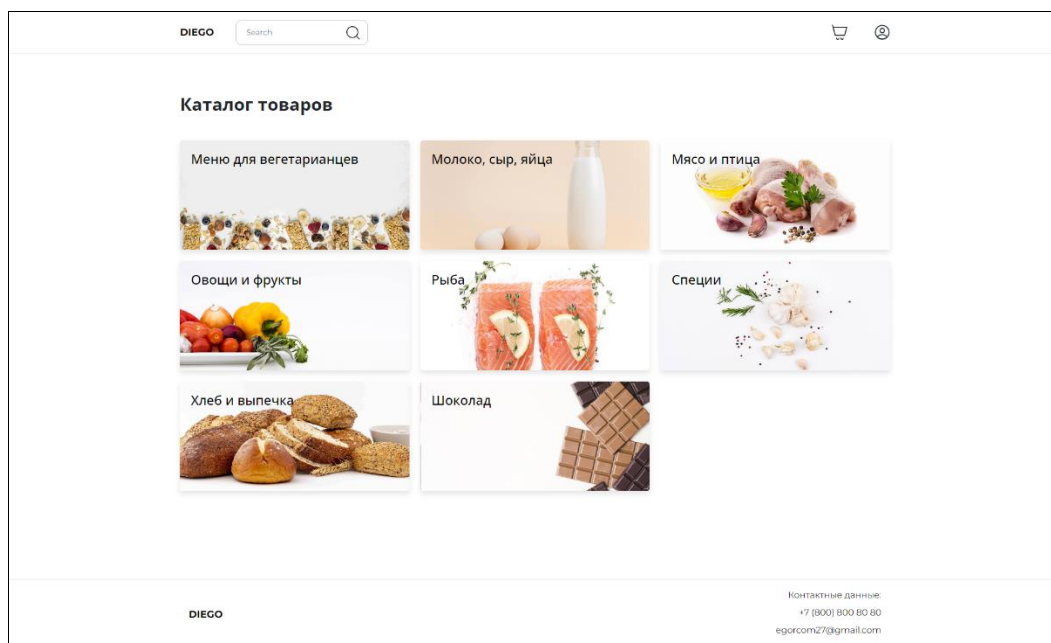 DIEGO
Search
Каталог товаров
Меню для вегетарианцев
Молоко, сыр, яйца
Мясо и птица
Овощи и фрукты
Рыба
Специи
Хлеб и выпечка
Шоколад
DIEGO
Контактные данные:
+7 (800) 800 80 80
egorcom27@gmail.com